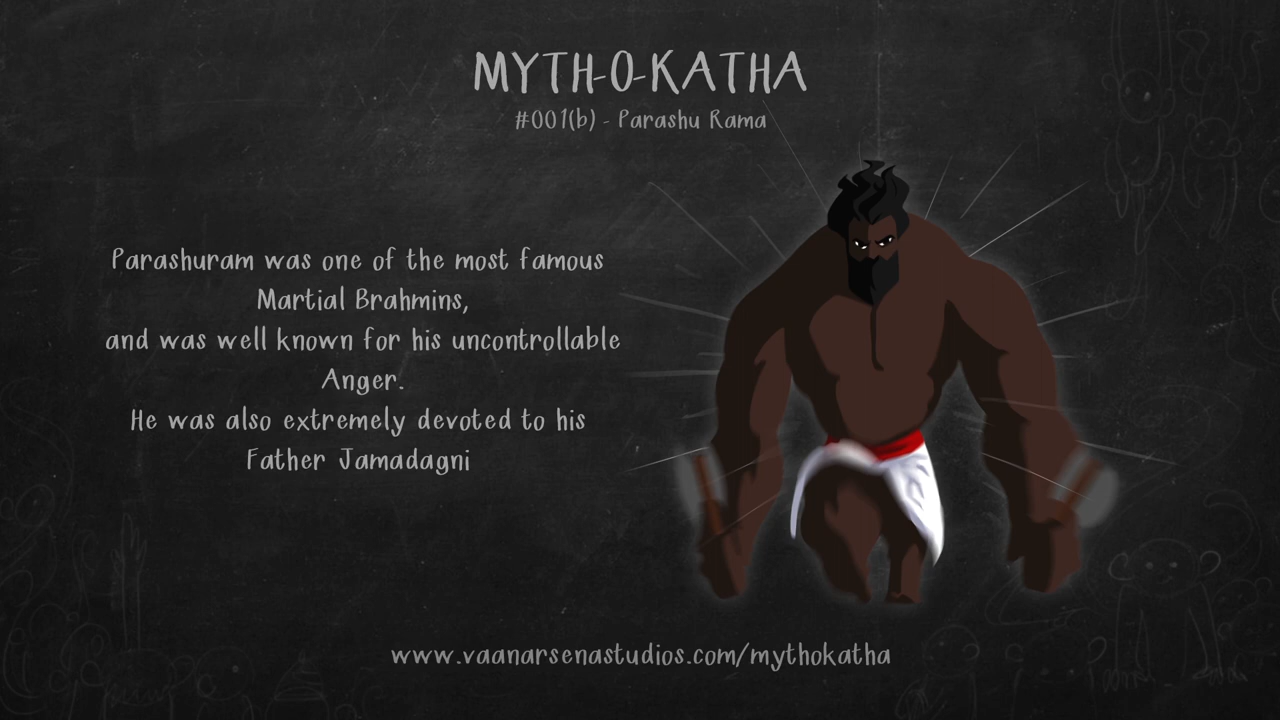 MYTH-O-KATHA
#001(b) - Parashu Rama
Parashuram was one of the most famous
Martial Brahmins,
and was well known for his uncontrollable
Anger.
He was also extremely devoted to his
Father Jamadagni
www.vaanarsenastudios.com/mythokatha